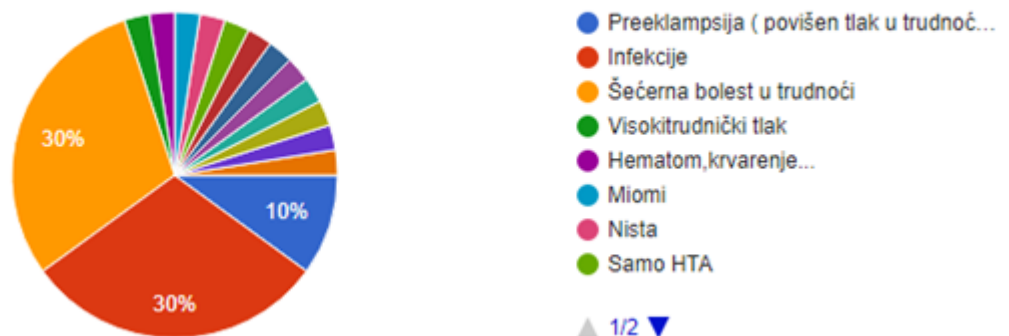 30%
10%
30%
Preeklampsija ( povišen tlak u trudnoć...
Infekcije
Šećerna bolest u trudnoći
Visokitrudnički tlak
Hematom,krvarenje...
Miomi
Nista
Samo HTA
1/2